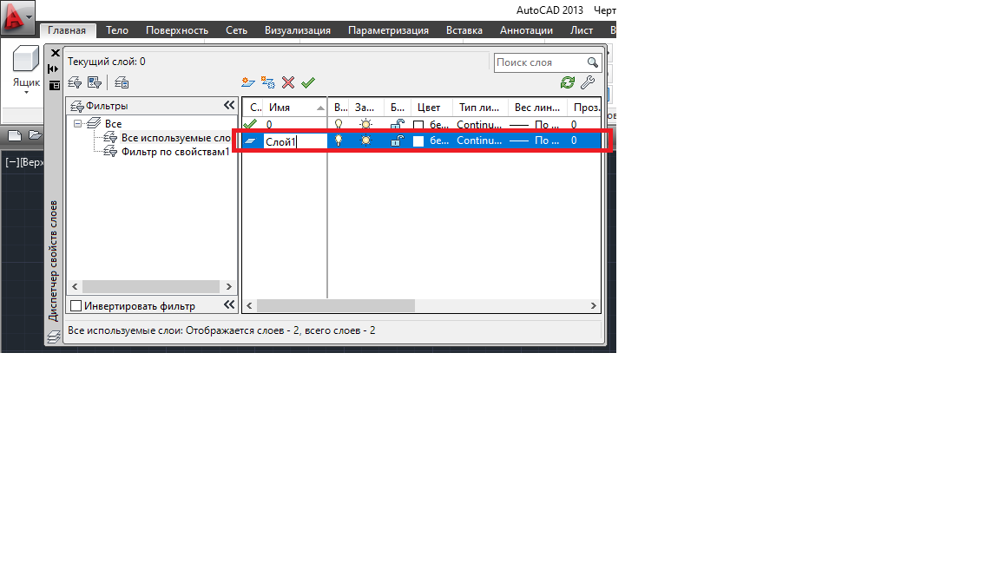 AutoCAD 2013 Черт
Главная Тело Поверхность Сеть Визуализация Параметризация Вставка Аннотации Лист В
Ящик
Текущий слой: 0
Поиск слоя
Фильтры
С.. Имя В... За... Б... Цвет Тип ли... Вес лин... Проз.
Все
0 бе... Continu... По ... 0
Все используемые сло
Слой1 бе... Continu... По ... 0
Фильтр по свойствам1
[−][Верх
Диспетчер свойств слоев
Инвертировать фильтр
Все используемые слои: Отображается слоев - 2, всего слоев - 2